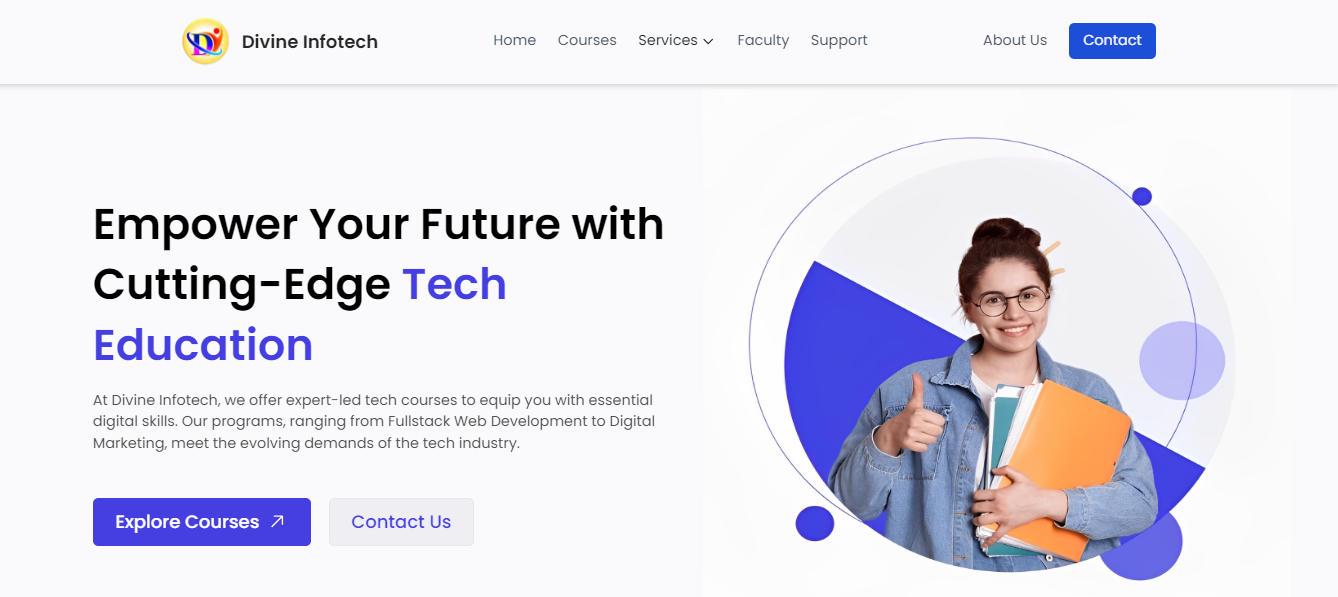 Divine Infotech
Home Courses Services Faculty Support About Us Contact
Empower Your Future with
Cutting-Edge Tech
Education
At Divine Infotech, we offer expert-led tech courses to equip you with essential
digital skills. Our programs, ranging from Fullstack Web Development to Digital
Marketing, meet the evolving demands of the tech industry.
Explore Courses Contact Us